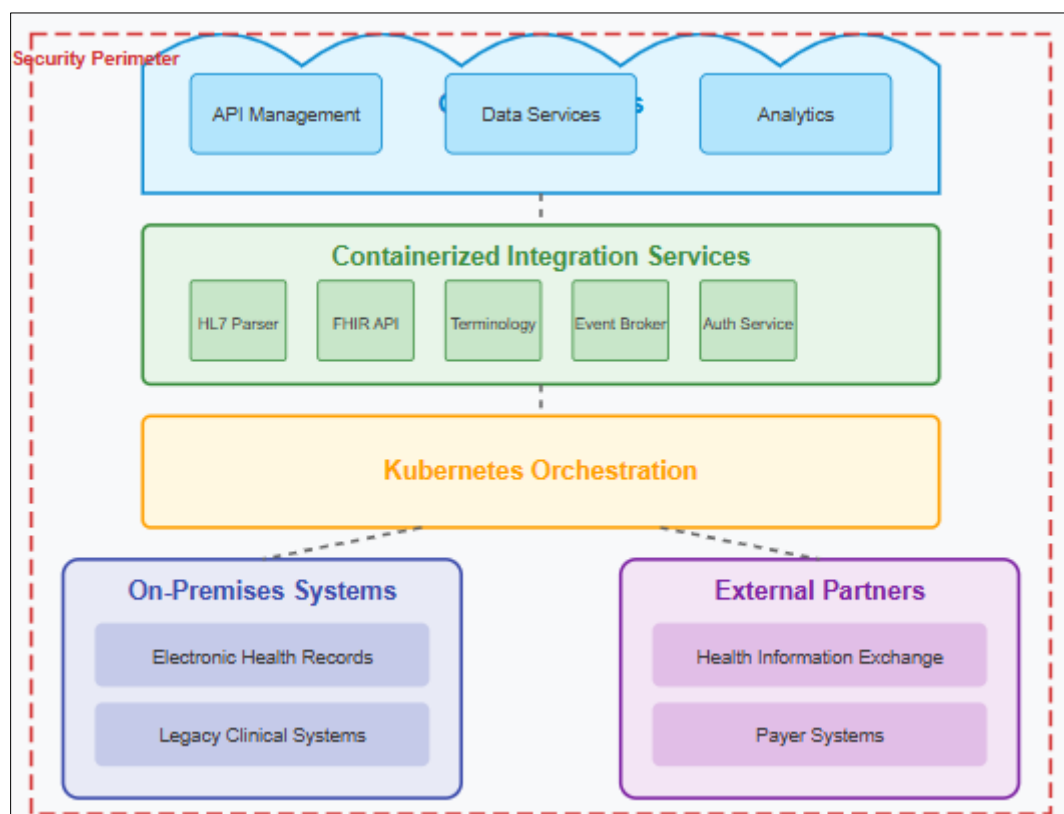 Security Perimeter
API Management
Data Services
Analytics
Containerized Integration Services
HL7 Parser
FHIR API
Terminology
Event Broker
Auth Service
Kubernetes Orchestration
On-Premises Systems
External Partners
Electronic Health Records
Health Information Exchange
Legacy Clinical Systems
Payer Systems